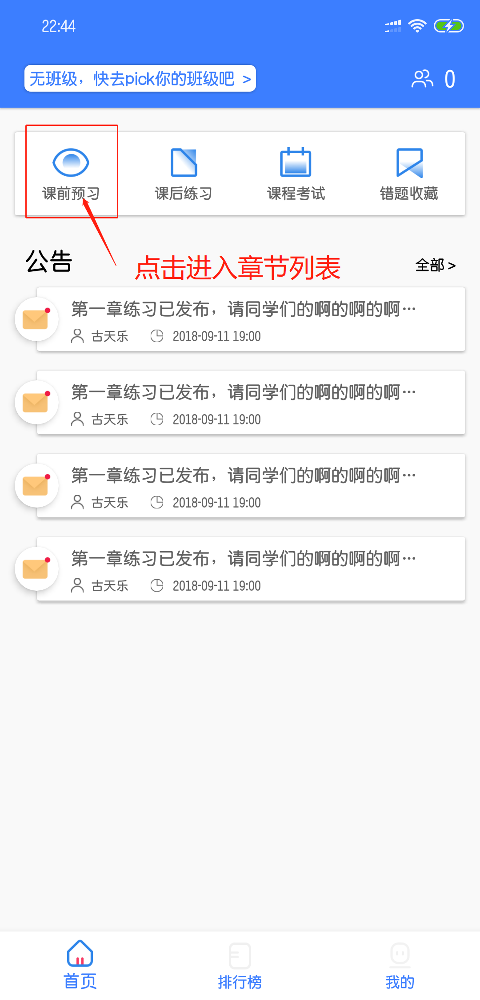 22:44
无班级，快去pick你的班级吧 >
0
课前预习
课后练习
课程考试
错题收藏
公告
点击进入章节列表
全部 >
第一章练习已发布，请同学们的啊的啊的啊…
古天乐 2018-09-11 19:00
第一章练习已发布，请同学们的啊的啊的啊…
古天乐 2018-09-11 19:00
第一章练习已发布，请同学们的啊的啊的啊…
古天乐 2018-09-11 19:00
第一章练习已发布，请同学们的啊的啊的啊…
古天乐 2018-09-11 19:00
首页
排行榜
我的